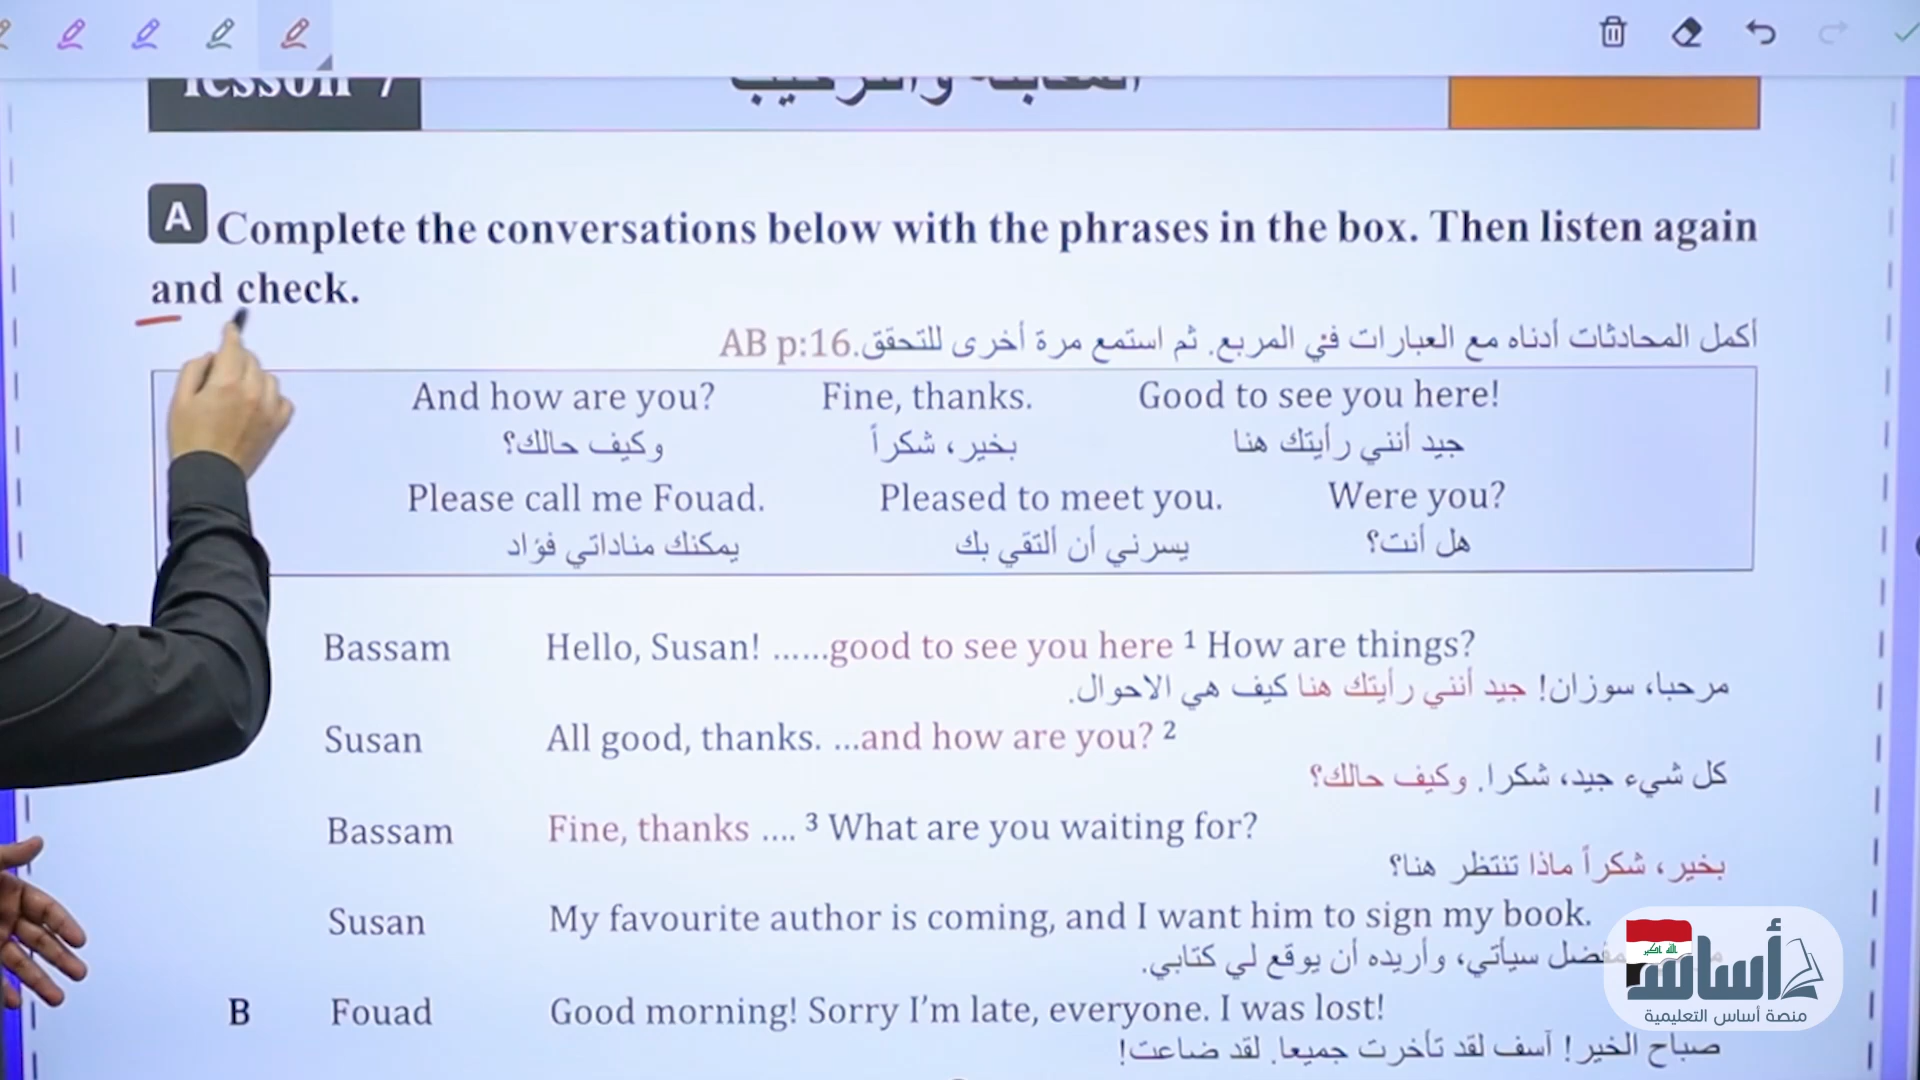 lesson 7
A
Complete the conversations below with the phrases in the box. Then listen again
and check.
أكمل المحادثات أدناه مع العبارات في المربع. ثم استمع مرة أخرى للتحقق.AB p:16
And how are you? Fine, thanks. Good to see you here!
وكيف حالك؟ بخير، شكراً جيد أنني رأيتك هنا
Please call me Fouad. Pleased to meet you. Were you?
يمكنك مناداتي فؤاد يسرني أن ألتقي بك هل أنت؟
Bassam Hello, Susan! ......good to see you here ¹ How are things?
مرحبا، سوزان! جيد أنني رأيتك هنا كيف هي الاحوال.
Susan All good, thanks. ...and how are you? ²
كل شيء جيد، شكرا. وكيف حالك؟
Bassam Fine, thanks .... ³ What are you waiting for?
بخير، شكراً ماذا تنتظر هنا؟
Susan My favourite author is coming, and I want him to sign my book.
سيأتي، وأريده أن يوقع لي كتابي.
B Fouad Good morning! Sorry I'm late, everyone. I was lost!
صباح الخير! آسف لقد تأخرت جميعا. لقد ضاعت!
أساس
منصة أساس التعليمية